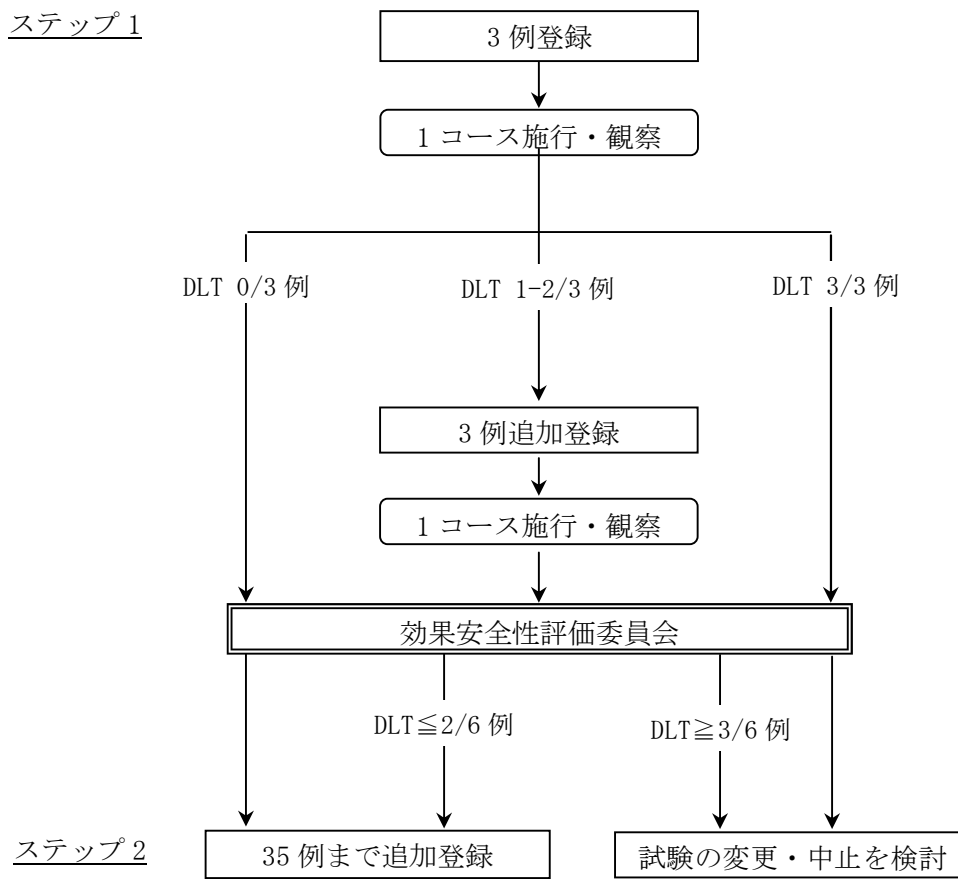 ステップ 1
3 例登録
1 コース施行・観察
DLT 0/3 例
DLT 1-2/3 例
DLT 3/3 例
3 例追加登録
1 コース施行・観察
効果安全性評価委員会
DLT≦2/6 例
DLT≧3/6 例
ステップ 2
35 例まで追加登録
試験の変更・中止を検討